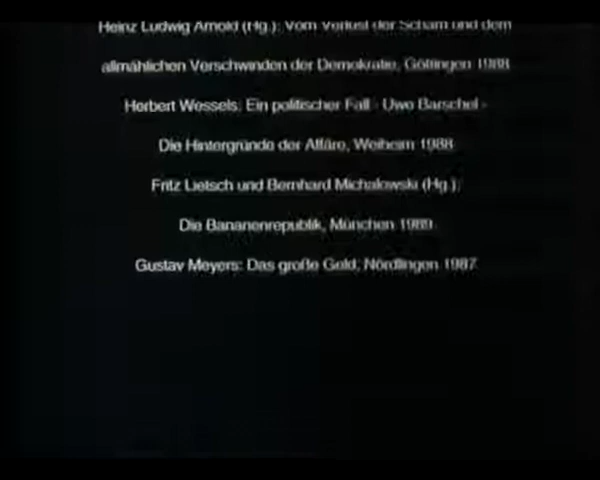 Heinz Ludwig Arnold (Hg.): Vom Verlust der Scham und dem
allmählichen Verschwinden der Demokratie, Göttingen 1988
Herbert Wessels: Ein politischer Fall - Uwe Barschel -
Die Hintergründe der Affäre, Weiheim 1988
Fritz Lietsch und Bernhard Michalowski (Hg.):
Die Bananenrepublik, München 1989
Gustav Meyers: Das große Geld, Nördlingen 1987